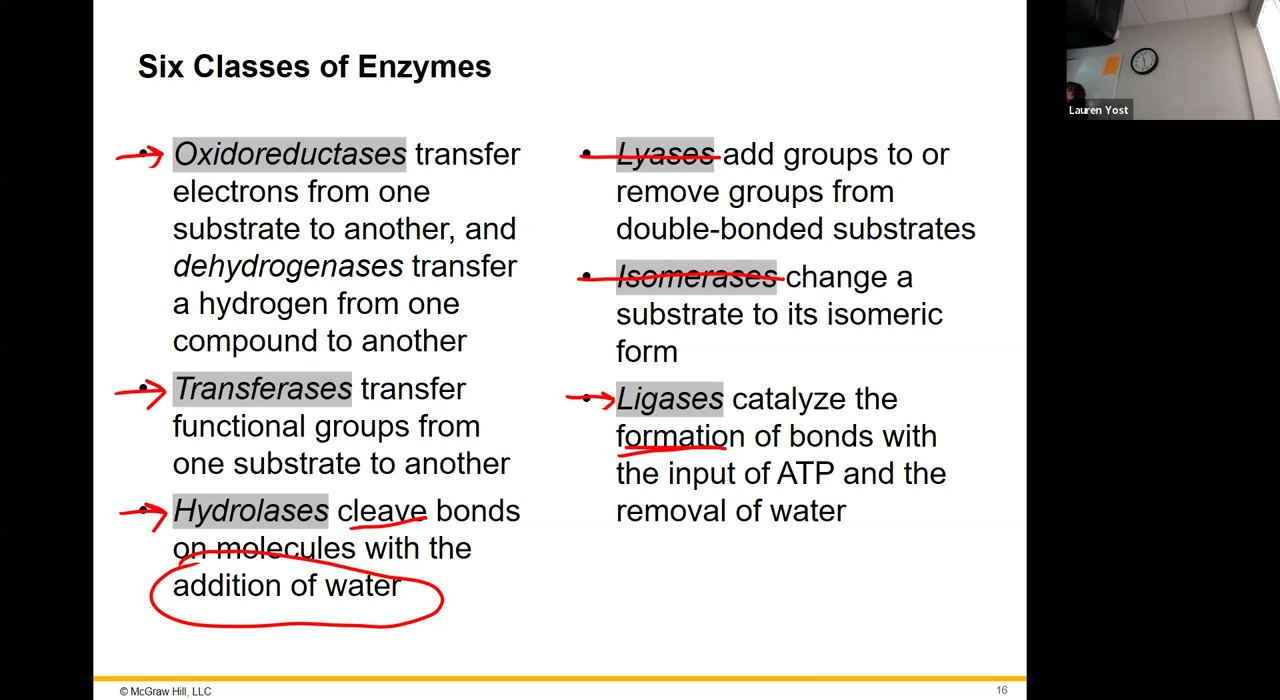 Six Classes of Enzymes
• Oxidoreductases transfer
electrons from one
substrate to another, and
dehydrogenases transfer
a hydrogen from one
compound to another
• Transferases transfer
functional groups from
one substrate to another
• Hydrolases cleave bonds
on molecules with the
addition of water
• Lyases add groups to or
remove groups from
double-bonded substrates
• Isomerases change a
substrate to its isomeric
form
• Ligases catalyze the
formation of bonds with
the input of ATP and the
removal of water
© McGraw Hill, LLC
16
Lauren Yost